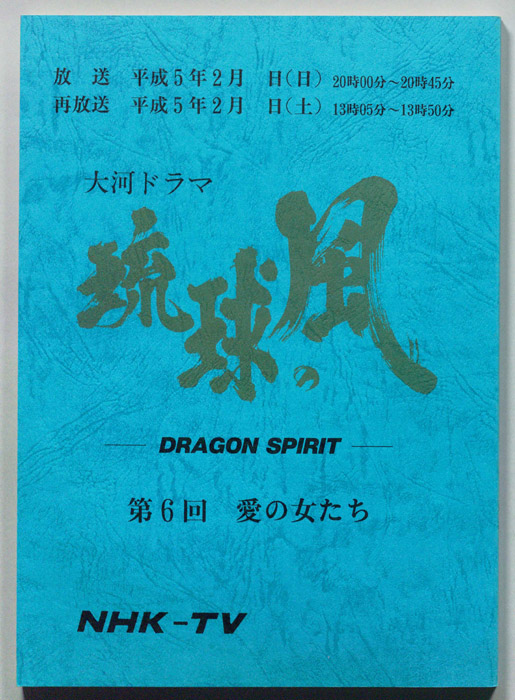 放　送　平成5年2月　日(日) 20時00分～20時45分
再放送　平成5年2月　日(土) 13時05分～13時50分
大河ドラマ
琉球の風
DRAGON SPIRIT
第6回　愛の女たち
NHK-TV